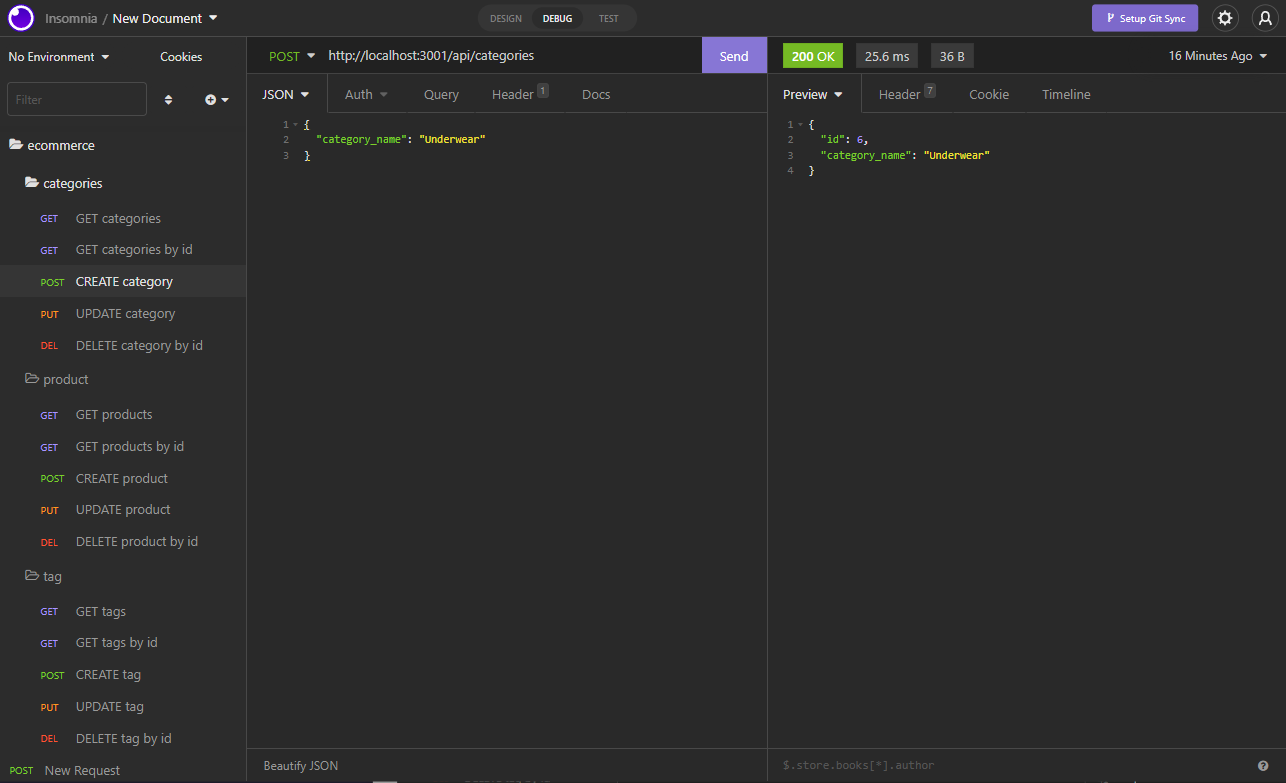 Insomnia / New Document
DESIGN DEBUG TEST
Setup Git Sync
No Environment Cookies
Filter
ecommerce
categories
GET GET categories
GET GET categories by id
POST CREATE category
PUT UPDATE category
DEL DELETE category by id
product
GET GET products
GET GET products by id
POST CREATE product
PUT UPDATE product
DEL DELETE product by id
tag
GET GET tags
GET GET tags by id
POST CREATE tag
PUT UPDATE tag
DEL DELETE tag by id
POST New Request
POST http://localhost:3001/api/categories Send
JSON Auth Query Header 1 Docs
1 {
2 "category_name": "Underwear"
3 }
Beautify JSON
200 OK 25.6 ms 36 B 16 Minutes Ago
Preview Header 7 Cookie Timeline
1 {
2 "id": 6,
3 "category_name": "Underwear"
4 }
$.store.books[*].author